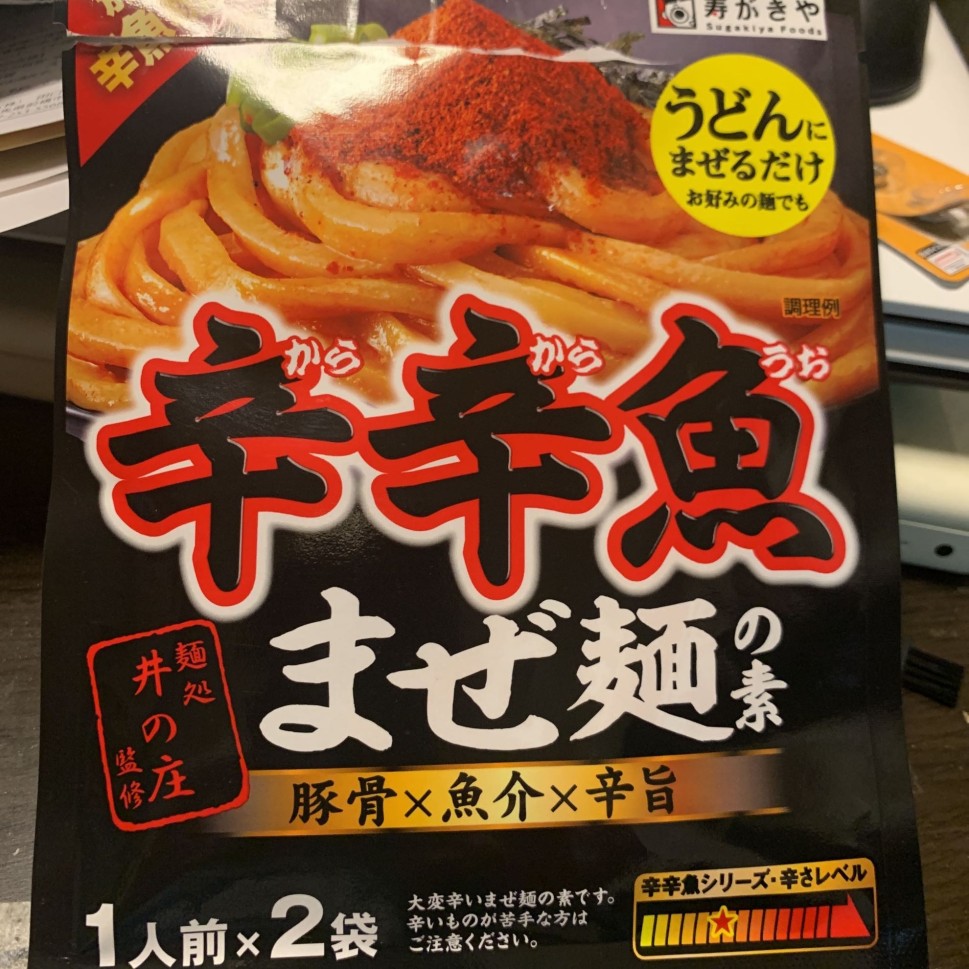 寿がきや
Sugakiya Foods
辛魚
うどんに
まぜるだけ
お好みの麺でも
調理例
から から うお
辛辛魚
まぜ麺の素
麺処
井の庄
監修
豚骨×魚介×辛旨
1人前×2袋
大変辛いまぜ麺の素です。
辛いものが苦手な方は
ご注意ください。
辛辛魚シリーズ・辛さレベル